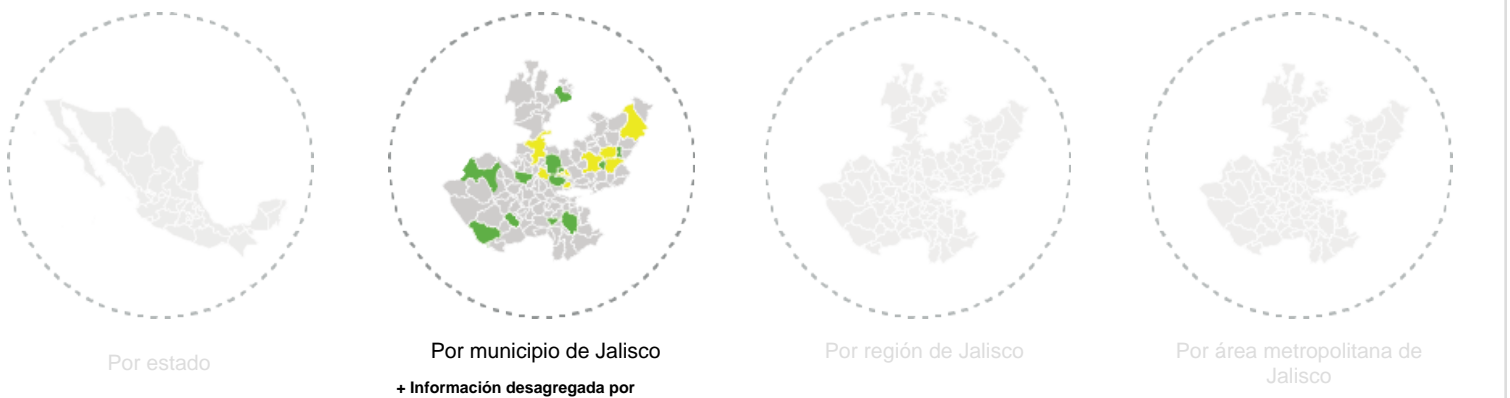 Por estado
Por municipio de Jalisco
+ Información desagregada por
Por región de Jalisco
Por área metropolitana de
Jalisco